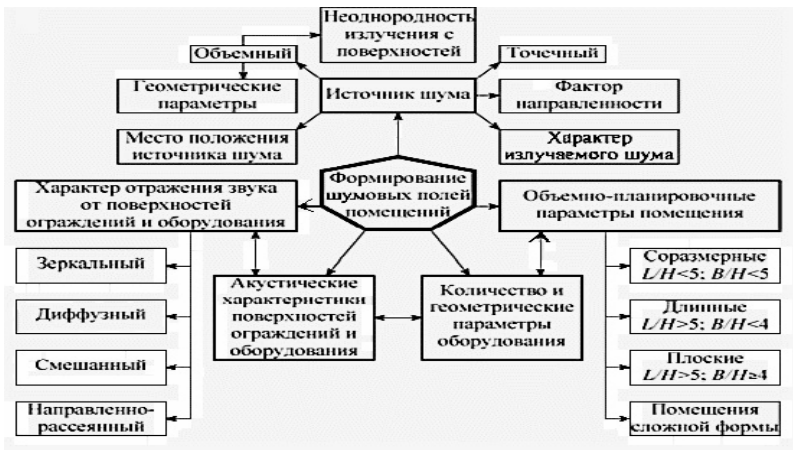 Неоднородность
излучения с
поверхностей
Объемный
Точечный
Геометрические
параметры
Источник шума
Фактор
направленности
Место положения
источника шума
Характер
излучаемого шума
Формирование
шумовых полей
помещений
Характер отражения звука
от поверхностей
ограждений и оборудования
Объемно-планировочные
параметры помещения
Зеркальный
Диффузный
Смешанный
Направленно-
рассеянный
Акустические
характеристики
поверхностей
ограждений и
оборудования
Количество и
геометрические
параметры
оборудования
Соразмерные
L/H<5; B/H<5
Длинные
L/H>5; B/H<4
Плоские
L/H>5; B/H≥4
Помещения
сложной формы